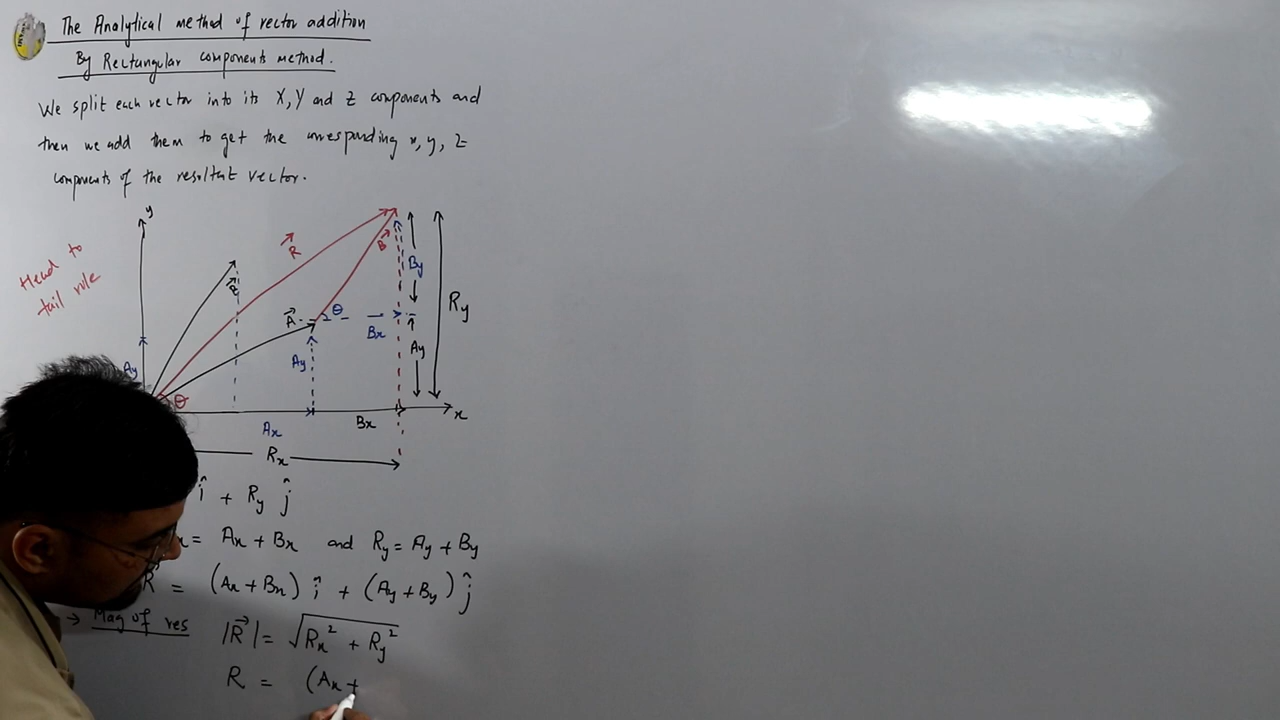 The Analytical method of vector addition
By Rectangular components method.
We split each vector into its X, Y and Z components and
then we add them to get the corresponding x, y, z
components of the resultant vector.
y
Head to
tail rule
R⃗
B⃗
By
Ry
A⃗
θ
Bx
Ay
Ay
Ay
θ
Ax
Bx
x
Rx
î + Ry ĵ
x = Ax + Bx and Ry = Ay + By
R⃗ = (Ax + Bx) î + (Ay + By) ĵ
→ Mag of res |R⃗| = √Rx² + Ry²
R = (Ax +